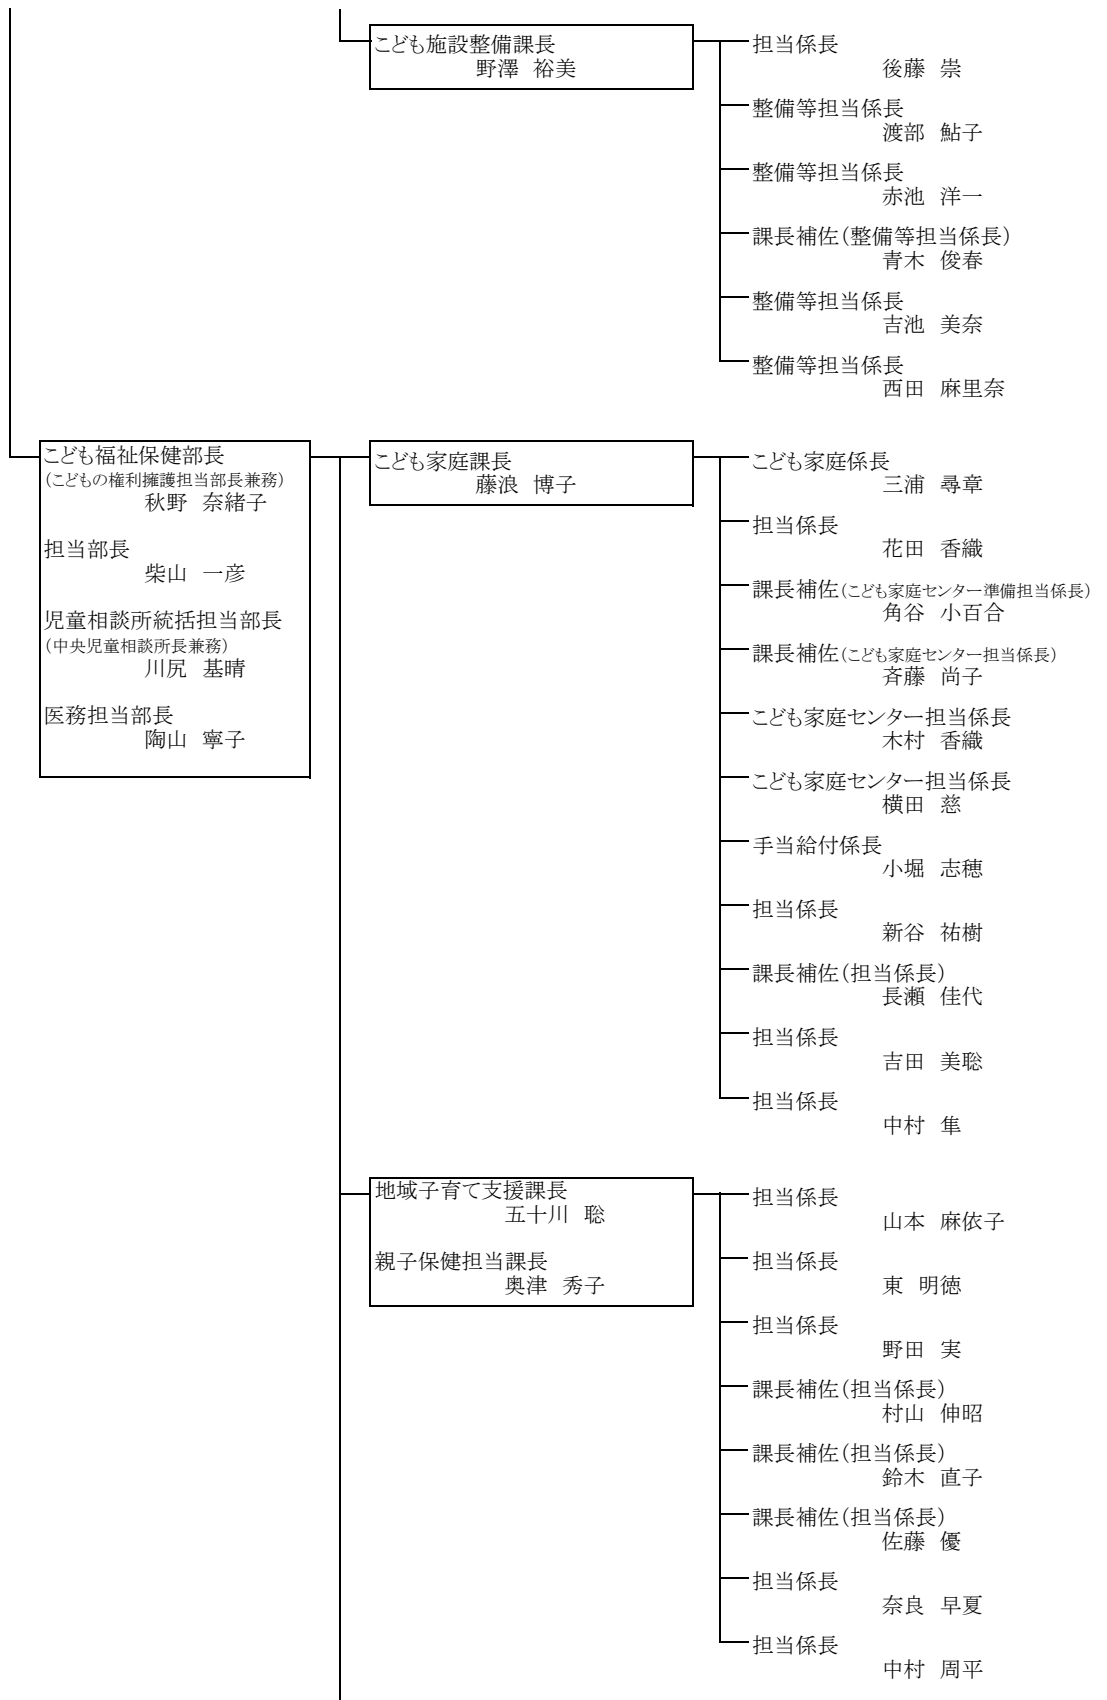 こども施設整備課長
野澤 裕美
担当係長
後藤 崇
整備等担当係長
渡部 鮎子
整備等担当係長
赤池 洋一
課長補佐(整備等担当係長)
青木 俊春
整備等担当係長
吉池 美奈
整備等担当係長
西田 麻里奈
こども福祉保健部長
(こどもの権利擁護担当部長兼務)
秋野 奈緒子
担当部長
柴山 一彦
児童相談所統括担当部長
(中央児童相談所長兼務)
川尻 基晴
医務担当部長
陶山 寧子
こども家庭課長
藤浪 博子
こども家庭係長
三浦 尋章
担当係長
花田 香織
課長補佐(こども家庭センター準備担当係長)
角谷 小百合
課長補佐(こども家庭センター担当係長)
斉藤 尚子
こども家庭センター担当係長
木村 香織
こども家庭センター担当係長
横田 慈
手当給付係長
小堀 志穂
担当係長
新谷 祐樹
課長補佐(担当係長)
長瀬 佳代
担当係長
吉田 美聡
担当係長
中村 隼
地域子育て支援課長
五十川 聡
親子保健担当課長
奥津 秀子
担当係長
山本 麻依子
担当係長
東 明徳
担当係長
野田 実
課長補佐(担当係長)
村山 伸昭
課長補佐(担当係長)
鈴木 直子
課長補佐(担当係長)
佐藤 優
担当係長
奈良 早夏
担当係長
中村 周平